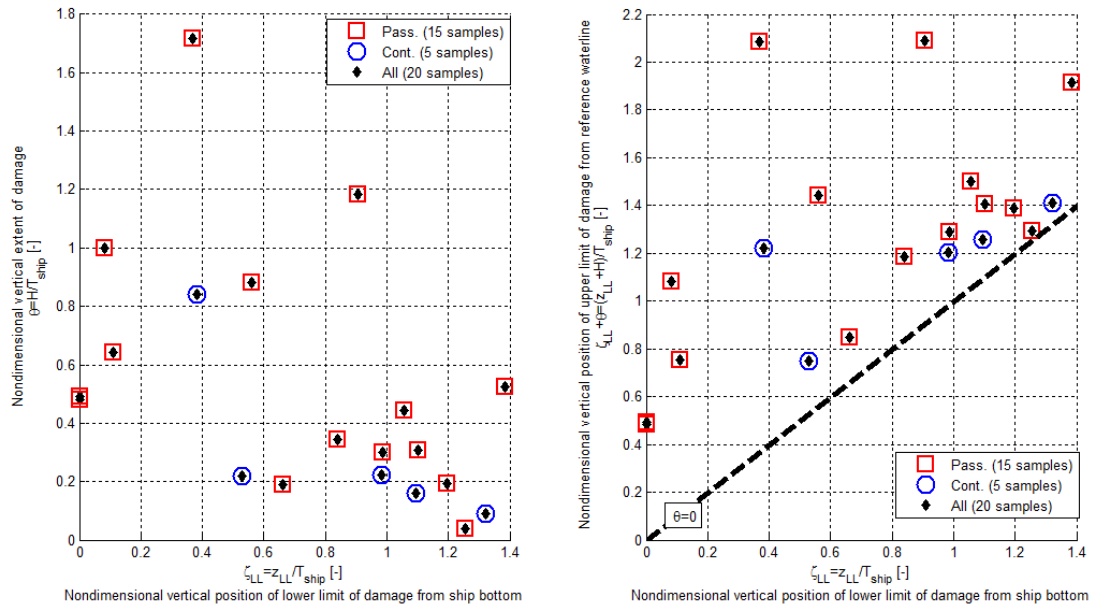 1.8
1.6
1.4
1.2
1
0.8
0.6
0.4
0.2
0
0 0.2 0.4 0.6 0.8 1 1.2 1.4
Nondimensional vertical extent of damage
θ=H/T_ship [-]
Pass. (15 samples)
Cont. (5 samples)
All (20 samples)
ζ_LL=z_LL/T_ship [-]
Nondimensional vertical position of lower limit of damage from ship bottom
2.2
2
1.8
1.6
1.4
1.2
1
0.8
0.6
0.4
0.2
0
0 0.2 0.4 0.6 0.8 1 1.2 1.4
Nondimensional vertical position of upper limit of damage from reference waterline
ζ_LL+θ=(z_LL+H)/T_ship [-]
θ=0
Pass. (15 samples)
Cont. (5 samples)
All (20 samples)
ζ_LL=z_LL/T_ship [-]
Nondimensional vertical position of lower limit of damage from ship bottom